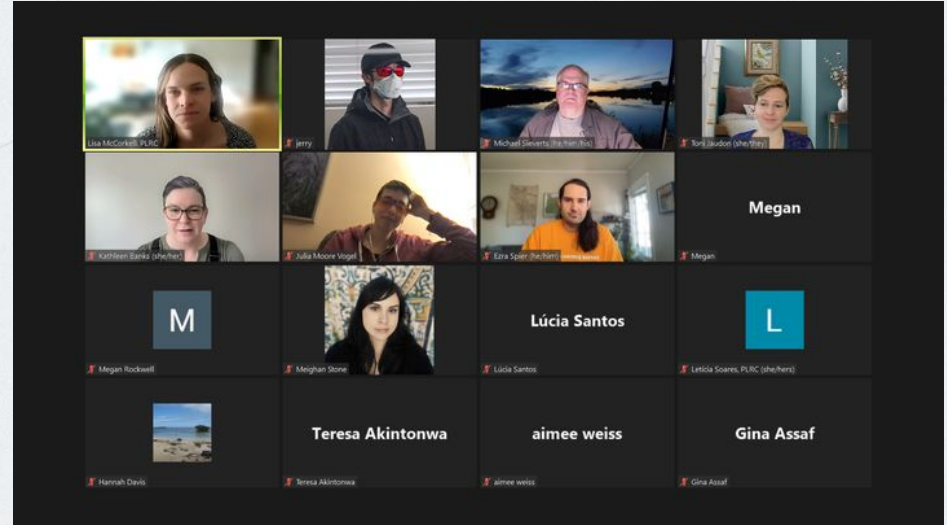 Lisa McCorkell, PLRC
jerry
Michael Sieverts (he/him/his)
Toni Jaudon (she/they)
Kathleen Banks (she/her)
Julia Moore Vogel
Ezra Spier (he/him)
Megan
Megan
M
Megan Rockwell
Meighan Stone
Lúcia Santos
Lúcia Santos
L
Letícia Soares, PLRC (she/hers)
Hannah Davis
Teresa Akintonwa
Teresa Akintonwa
aimee weiss
aimee weiss
Gina Assaf
Gina Assaf